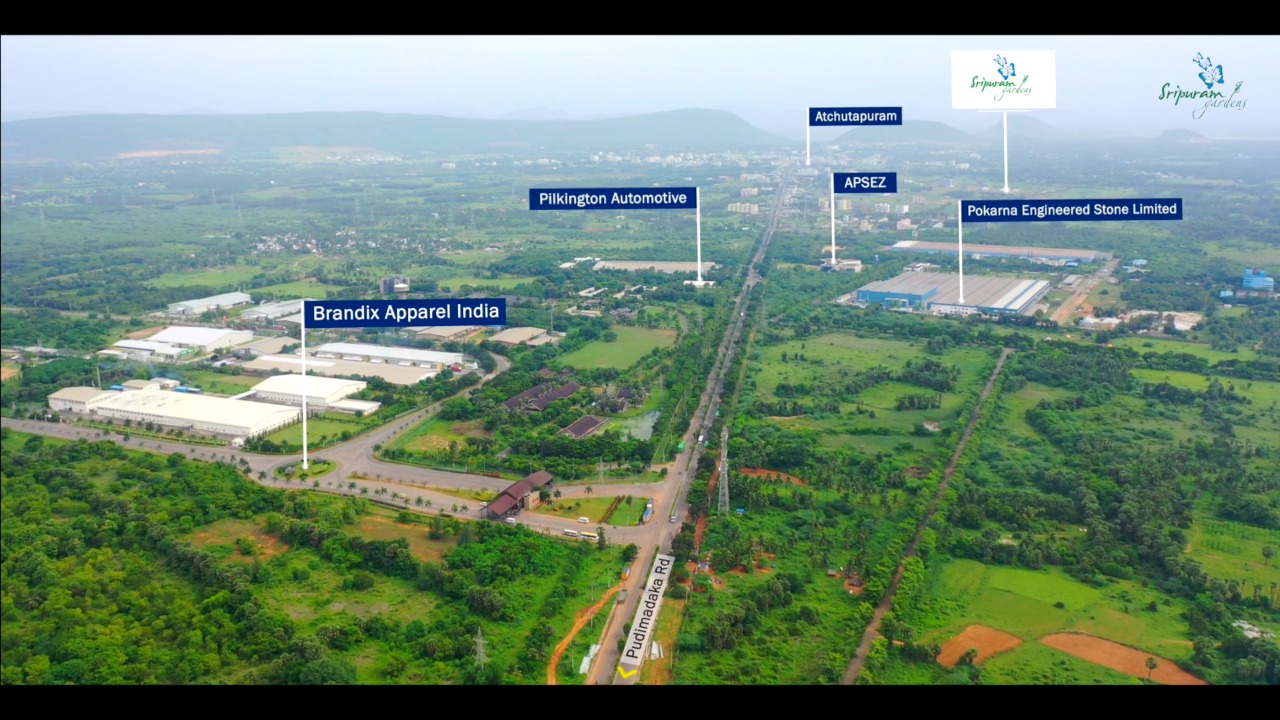 Sripuram
gardens
Sripuram
gardens
Atchutapuram
APSEZ
Pilkington Automotive
Pokarna Engineered Stone Limited
Brandix Apparel India
Pudimadaka Rd